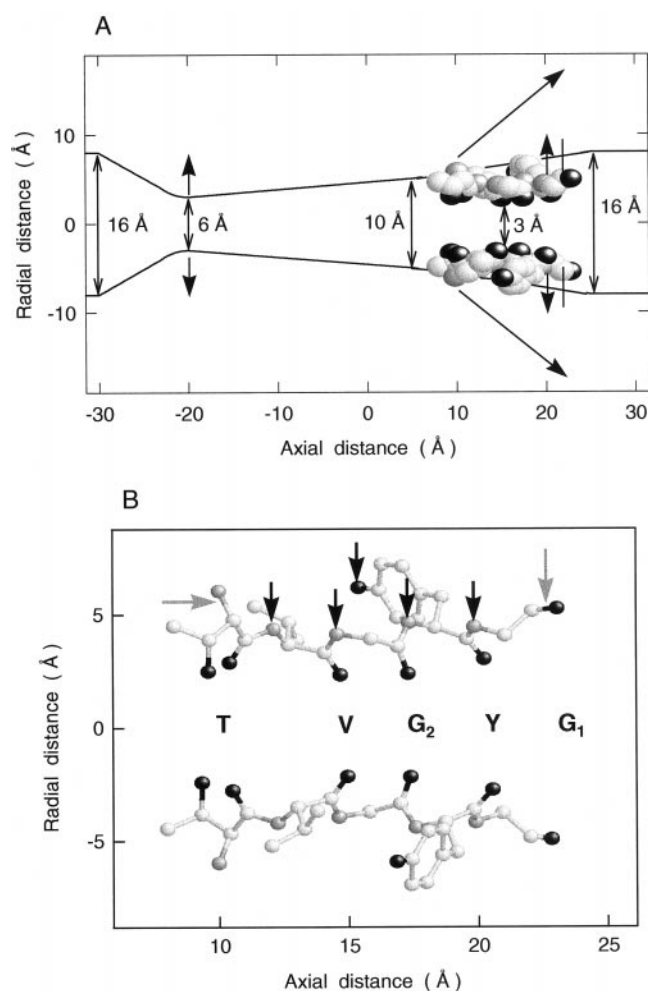 A
Radial distance (Å)
10
0
-10
16 Å
6 Å
10 Å
3 Å
16 Å
-30
-20
-10
0
10
20
30
Axial distance (Å)
B
Radial distance (Å)
5
0
-5
T V G₂ Y G₁
10
15
20
25
Axial distance (Å)